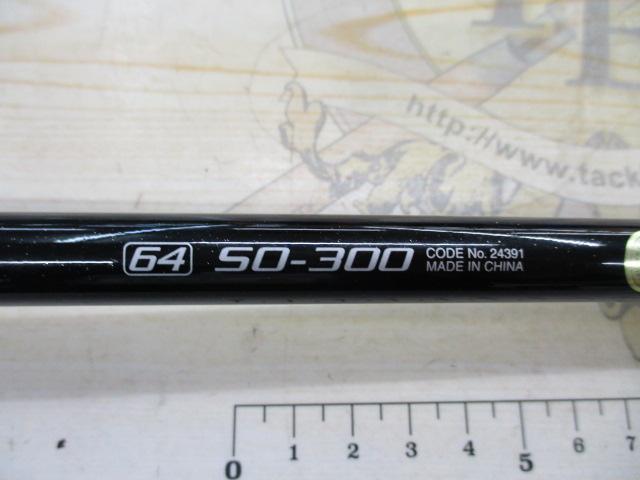 http://www.tack
64 SO-300 CODE No. 24391
MADE IN CHINA
0 1 2 3 4 5 6 7